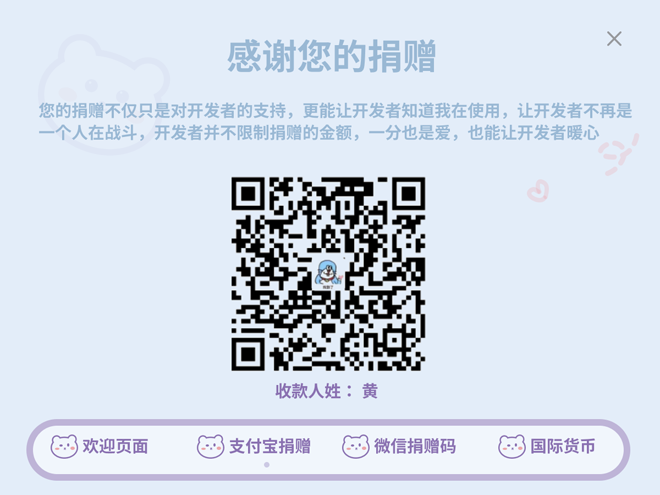 感谢您的捐赠
您的捐赠不仅只是对开发者的支持，更能让开发者知道我在使用，让开发者不再是
一个人在战斗，开发者并不限制捐赠的金额，一分也是爱，也能让开发者暖心
收款人姓：黄
欢迎页面
支付宝捐赠
微信捐赠码
国际货币